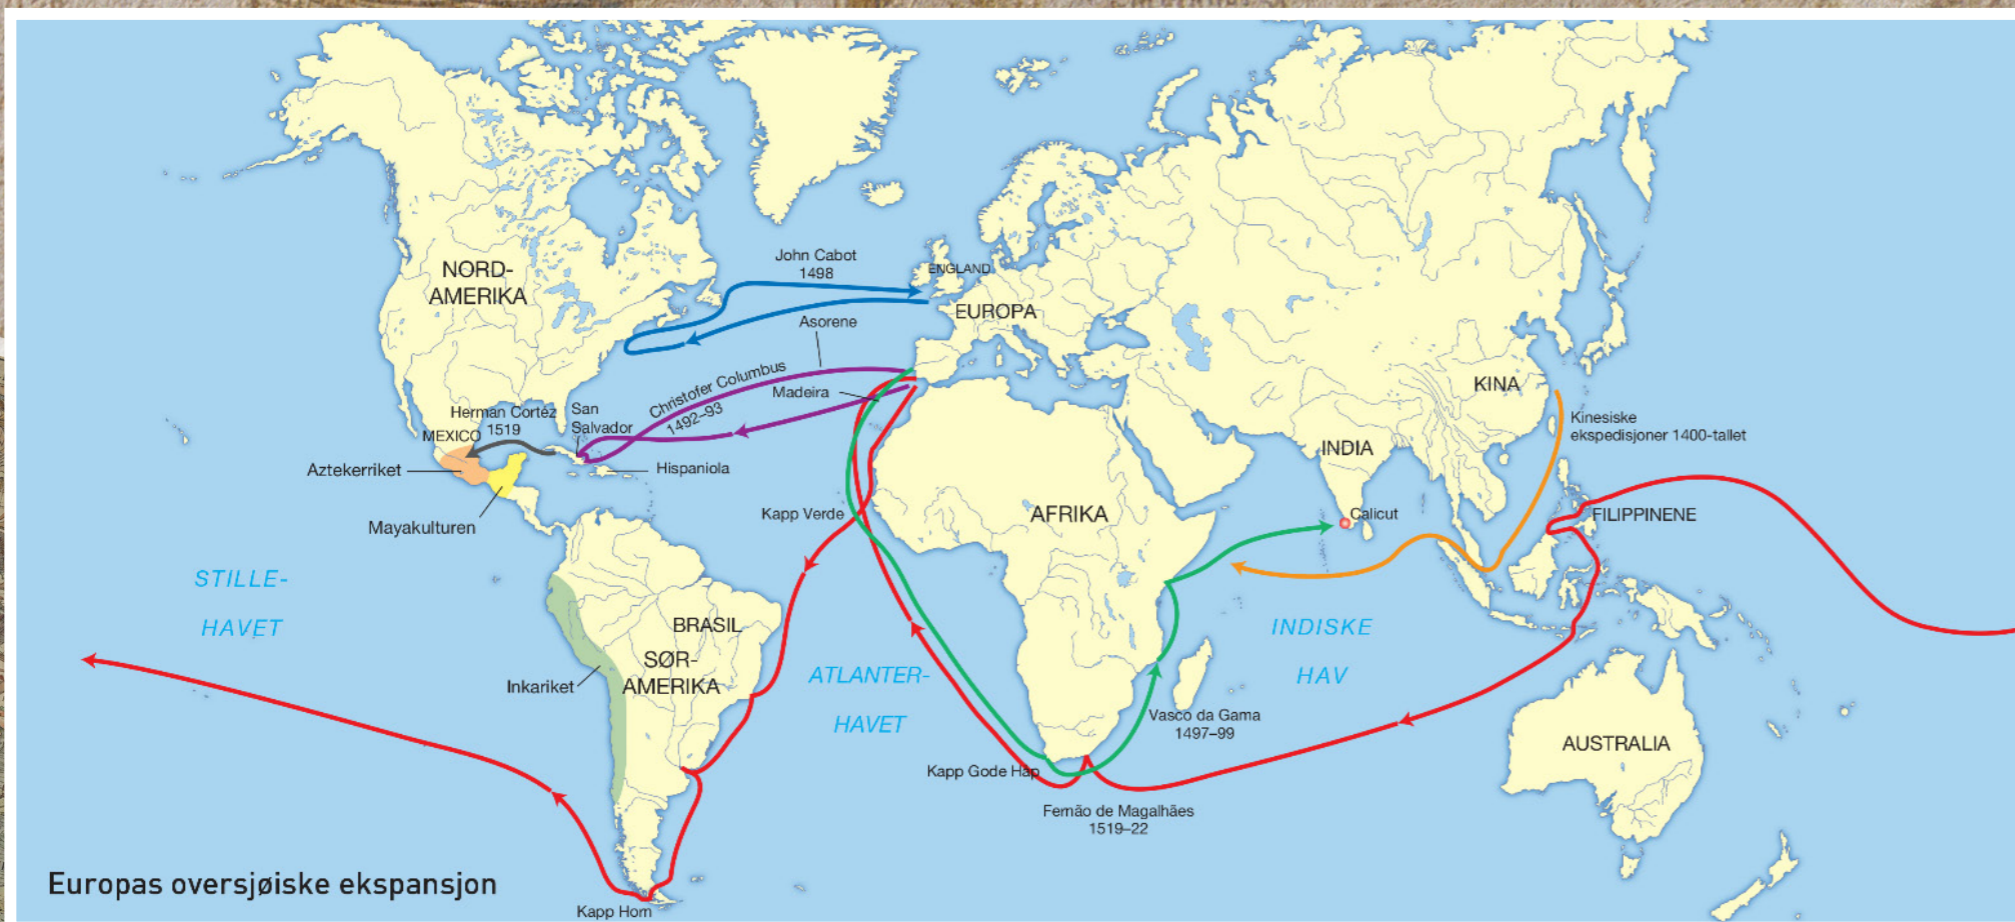 John Cabot
1498
ENGLAND
NORD-
AMERIKA
EUROPA
Asorene
Christofer Columbus
1492–93
Madeira
KINA
Herman Cortéz
1519
San
Salvador
MEXICO
Kinesiske
ekspedisjoner 1400-tallet
INDIA
Aztekerriket
Hispaniola
Mayakulturen
Kapp Verde
AFRIKA
Calicut
FILIPPINENE
STILLE-
HAVET
BRASIL
SØR-
AMERIKA
INDISKE
HAV
ATLANTER-
HAVET
Inkariket
Vasco da Gama
1497–99
AUSTRALIA
Kapp Gode Håp
Fernão de Magalhães
1519–22
Europas oversjøiske ekspansjon
Kapp Horn